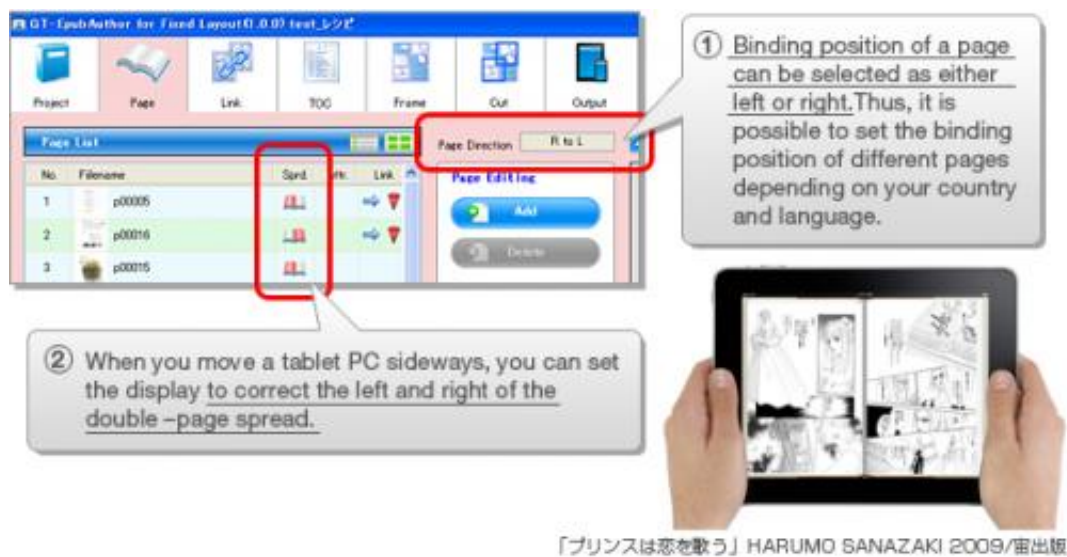 GT-EpubAuthor for Fixed Layout(1.0.0) test_レシピ
Project
Page
Link
TOC
Frame
Cut
Output
Page List
Page Direction
R to L
No.
Filename
Sprd.
Link
1
p00005
2
p00016
3
p00015
Page Editing
Add
Delete
① Binding position of a page
can be selected as either
left or right.Thus, it is
possible to set the binding
position of different pages
depending on your country
and language.
② When you move a tablet PC sideways, you can set
the display to correct the left and right of the
double –page spread.
「プリンスは恋を歌う」 HARUMO SANAZAKI 2009/宙出版